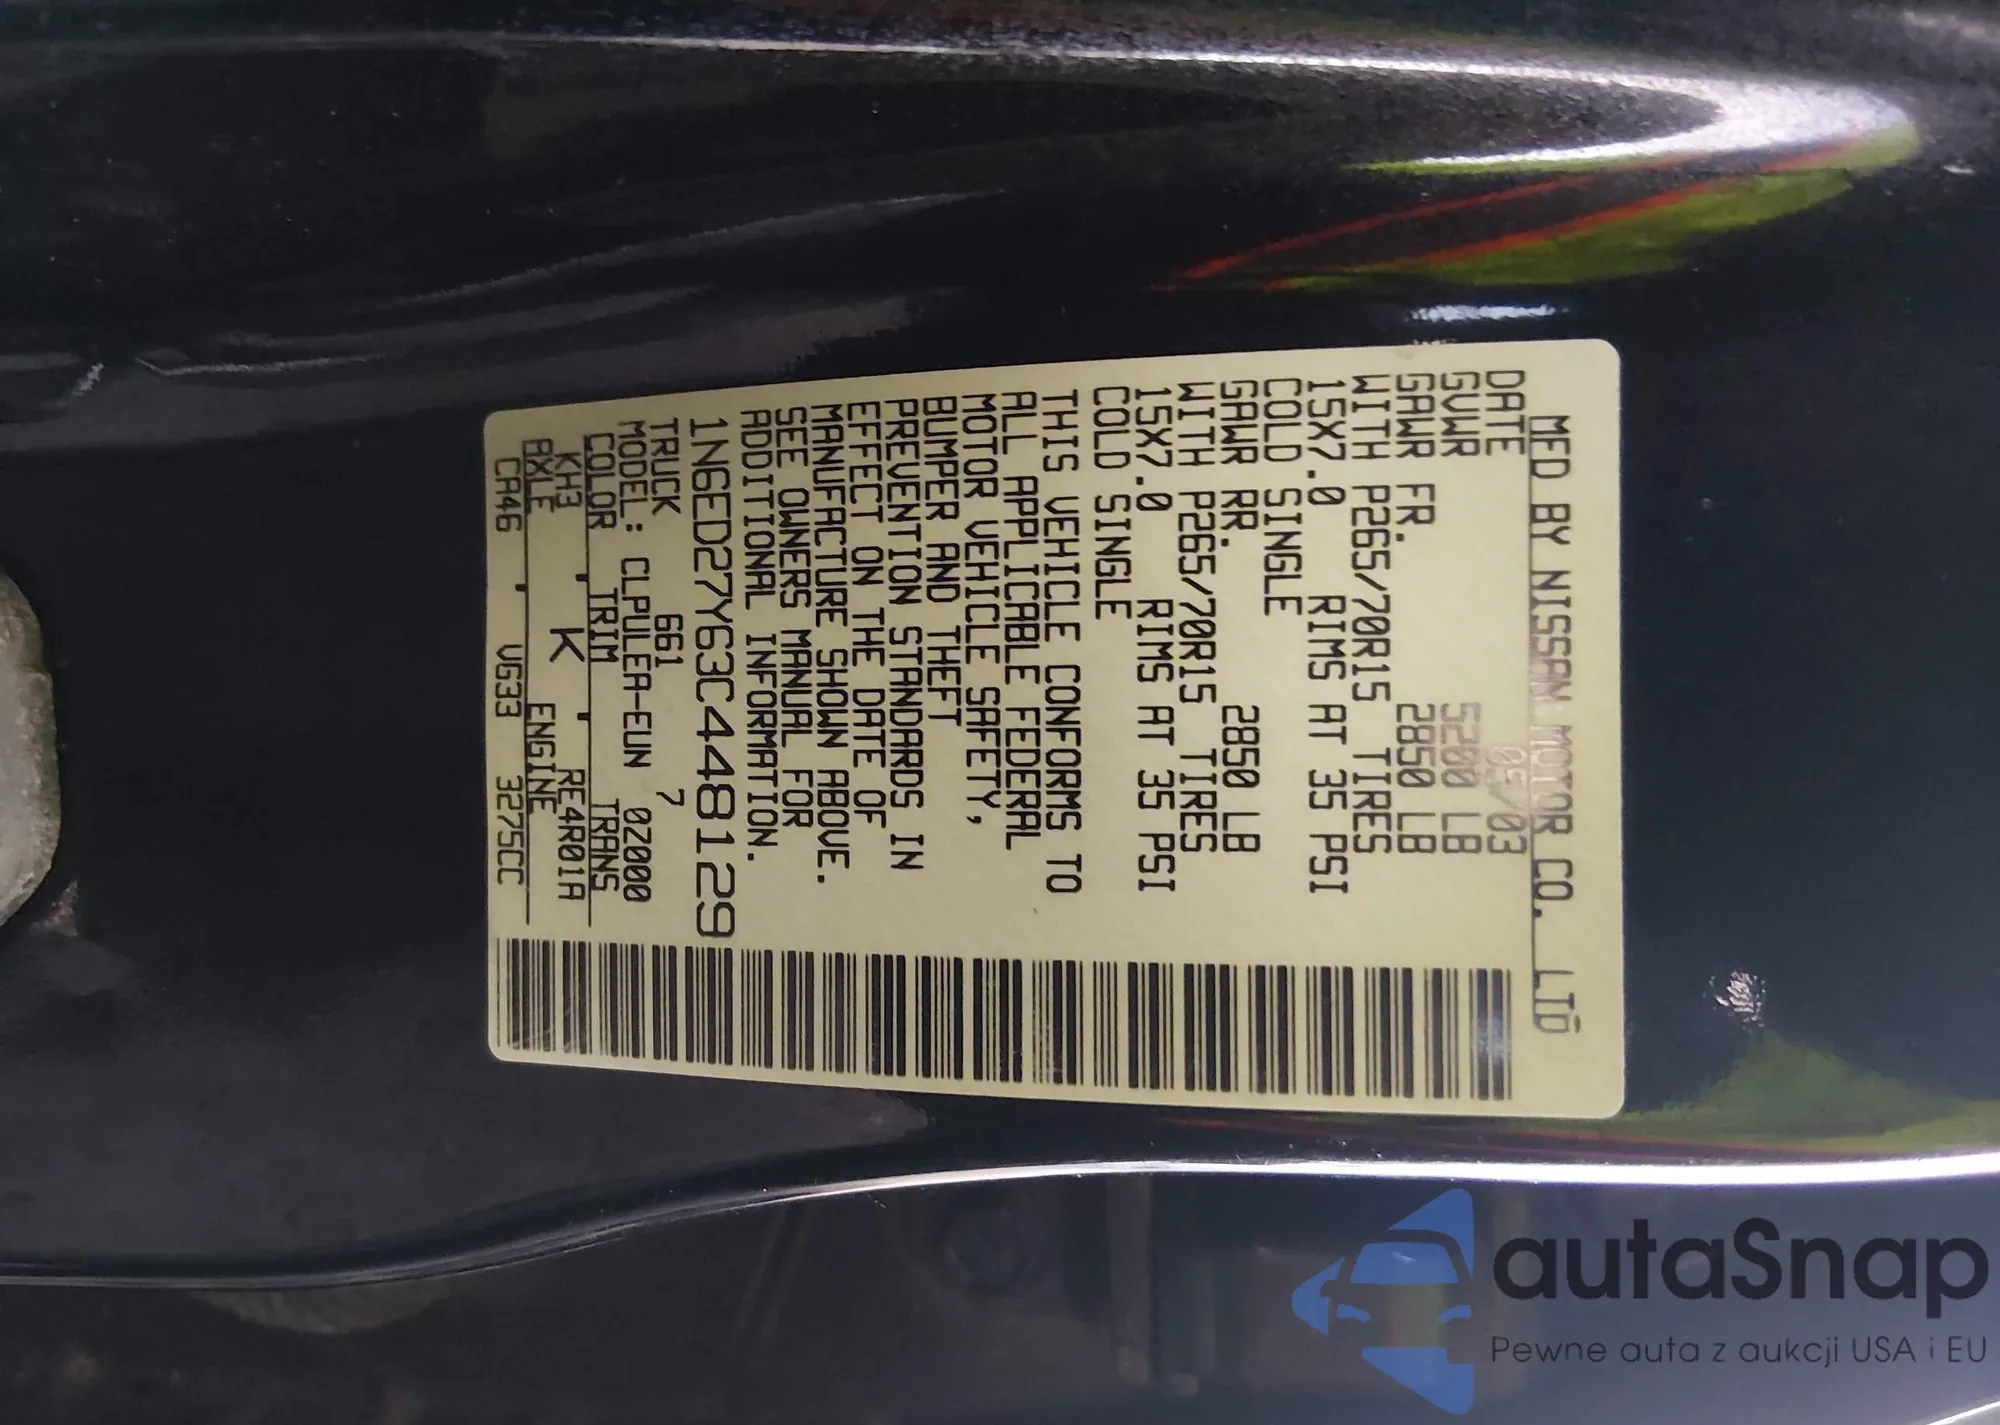 MFD BY NISSAN MOTOR CO. LTD
DATE 05/03
GVWR 5200 LB
GAWR FR. 2850 LB
WITH P265/70R15 TIRES
15X7.0 RIMS AT 35 PSI
COLD SINGLE
GAWR RR. 2850 LB
WITH P265/70R15 TIRES
15X7.0 RIMS AT 35 PSI
COLD SINGLE
THIS VEHICLE CONFORMS TO
ALL APPLICABLE FEDERAL
MOTOR VEHICLE SAFETY,
BUMPER AND THEFT
PREVENTION STANDARDS IN
EFFECT ON THE DATE OF
MANUFACTURE SHOWN ABOVE.
SEE OWNERS MANUAL FOR
ADDITIONAL INFORMATION.
1N6ED27Y63C448129
TRUCK 661 7
MODEL: CLPULEA-EUN 0Z000
COLOR TRIM TRANS
KH3 K RE4R01A
AXLE ENGINE
CA46 VG33 3275CC
autaSnap
Pewne auta z aukcji USA i EU